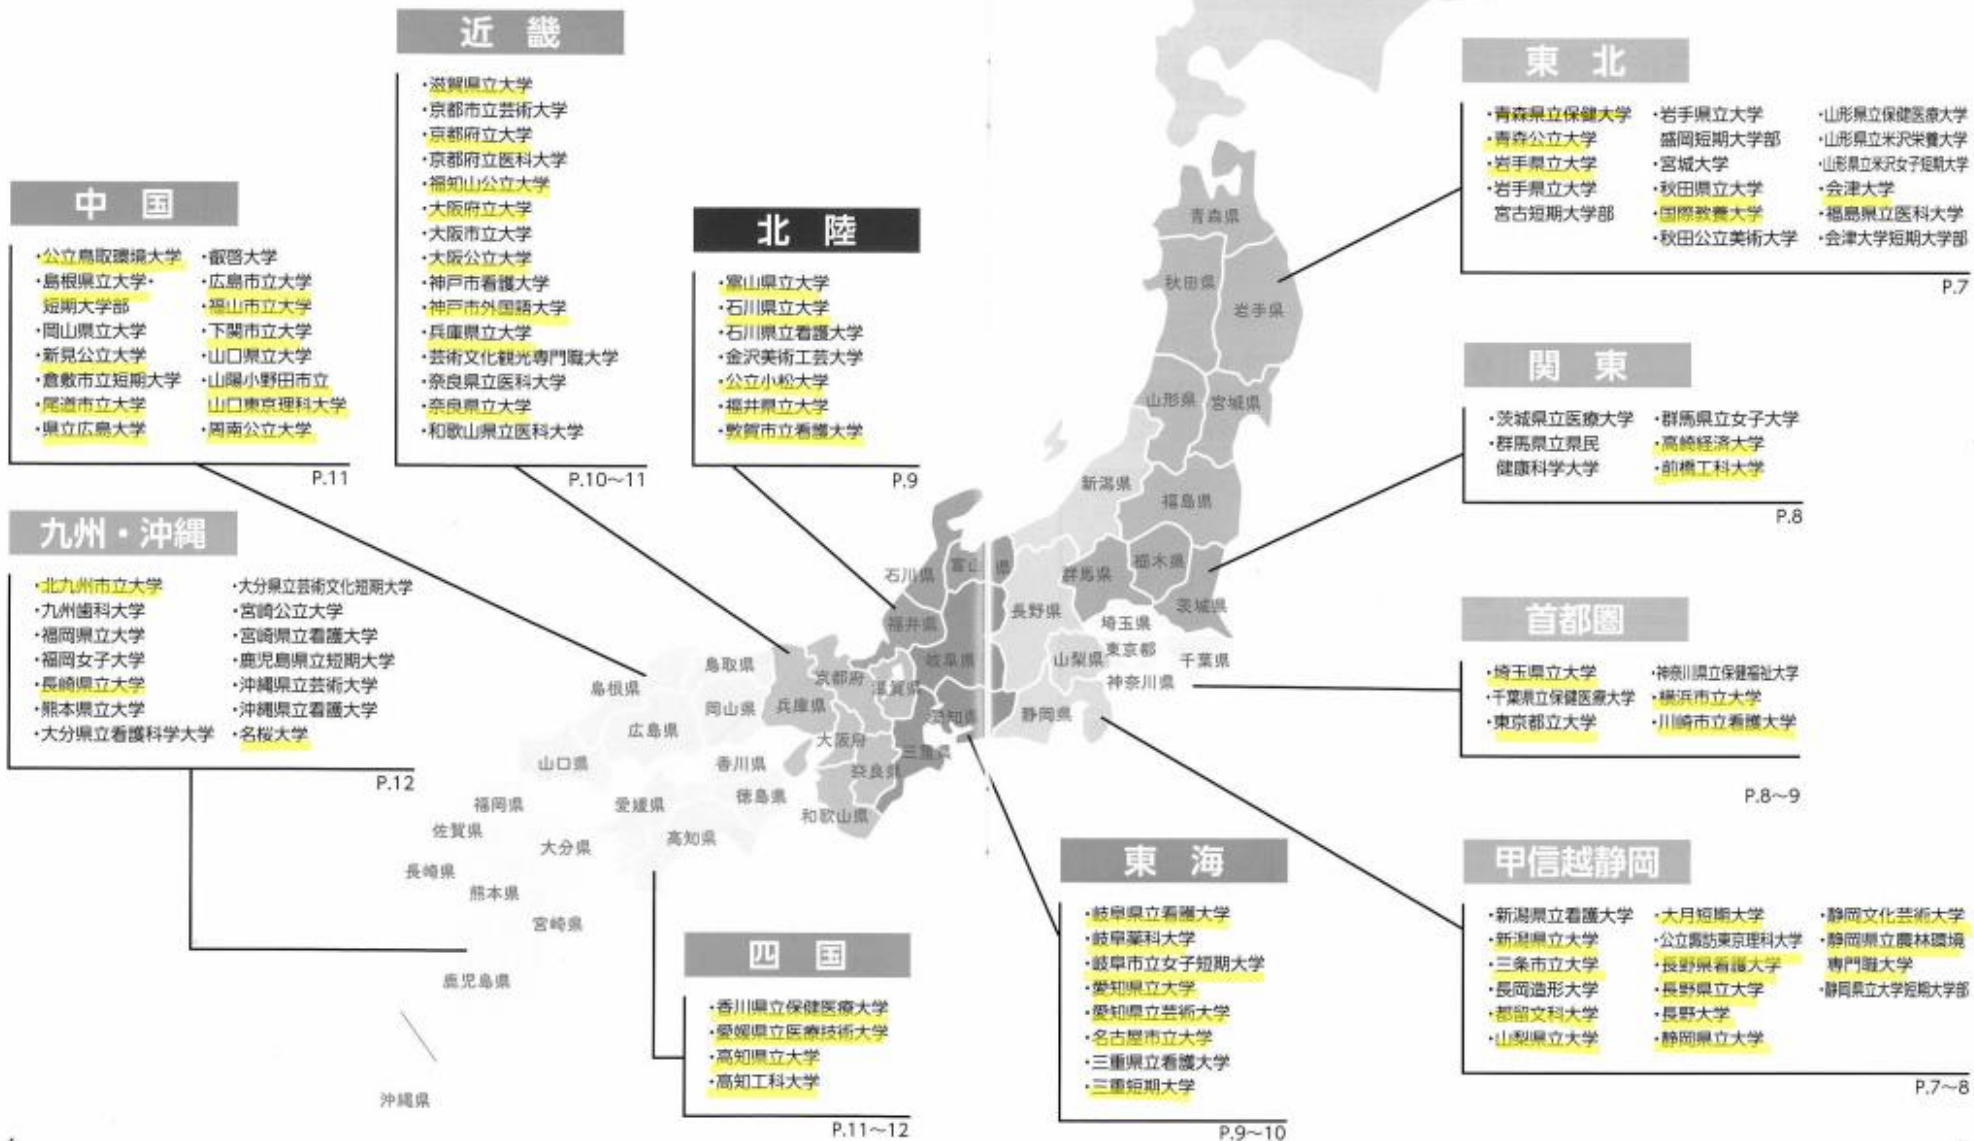 近 畿
・滋賀県立大学
・京都市立芸術大学
・京都府立大学
・京都府立医科大学
・福知山公立大学
・大阪府立大学
・大阪市立大学
・大阪公立大学
・神戸市看護大学
・神戸市外国語大学
・兵庫県立大学
・芸術文化観光専門職大学
・奈良県立医科大学
・奈良県立大学
・和歌山県立医科大学
P.10～11
中 国
・公立鳥取環境大学
・島根県立大学・
短期大学部
・岡山県立大学
・新見公立大学
・倉敷市立短期大学
・尾道市立大学
・県立広島大学
・叡啓大学
・広島市立大学
・福山市立大学
・下関市立大学
・山口県立大学
・山陽小野田市立
山口東京理科大学
・周南公立大学
P.11
北 陸
・富山県立大学
・石川県立大学
・石川県立看護大学
・金沢美術工芸大学
・公立小松大学
・福井県立大学
・敦賀市立看護大学
P.9
東 北
・青森県立保健大学
・青森公立大学
・岩手県立大学
・岩手県立大学
宮古短期大学部
・岩手県立大学
盛岡短期大学部
・宮城大学
・秋田県立大学
・国際教養大学
・秋田公立美術大学
・山形県立保健医療大学
・山形県立米沢栄養大学
・山形県立米沢女子短期大学
・会津大学
・福島県立医科大学
・会津大学短期大学部
P.7
関 東
・茨城県立医療大学
・群馬県立県民
健康科学大学
・群馬県立女子大学
・高崎経済大学
・前橋工科大学
P.8
九州・沖縄
・北九州市立大学
・九州歯科大学
・福岡県立大学
・福岡女子大学
・長崎県立大学
・熊本県立大学
・大分県立看護科学大学
・大分県立芸術文化短期大学
・宮崎公立大学
・宮崎県立看護大学
・鹿児島県立短期大学
・沖縄県立芸術大学
・沖縄県立看護大学
・名桜大学
P.12
首都圏
・埼玉県立大学
・千葉県立保健医療大学
・東京都立大学
・神奈川県立保健福祉大学
・横浜市立大学
・川崎市立看護大学
P.8～9
甲信越静岡
・新潟県立看護大学
・新潟県立大学
・三条市立大学
・長岡造形大学
・都留文科大学
・山梨県立大学
・大月短期大学
・公立諏訪東京理科大学
・長野県看護大学
・長野県立大学
・長野大学
・静岡県立大学
・静岡文化芸術大学
・静岡県立農林環境
専門職大学
・静岡県立大学短期大学部
P.7～8
東 海
・岐阜県立看護大学
・岐阜薬科大学
・岐阜市立女子短期大学
・愛知県立大学
・愛知県立芸術大学
・名古屋市立大学
・三重県立看護大学
・三重短期大学
P.9～10
四 国
・香川県立保健医療大学
・愛媛県立医療技術大学
・高知県立大学
・高知工科大学
P.11～12
青森県
秋田県
岩手県
山形県
宮城県
新潟県
福島県
石川県
富山県
群馬県
栃木県
茨城県
福井県
長野県
埼玉県
岐阜県
山梨県
東京都
千葉県
神奈川県
静岡県
愛知県
鳥取県
島根県
京都府
滋賀県
岡山県
兵庫県
広島県
大阪府
三重県
山口県
香川県
奈良県
徳島県
和歌山県
福岡県
愛媛県
佐賀県
高知県
大分県
長崎県
熊本県
宮崎県
鹿児島県
沖縄県